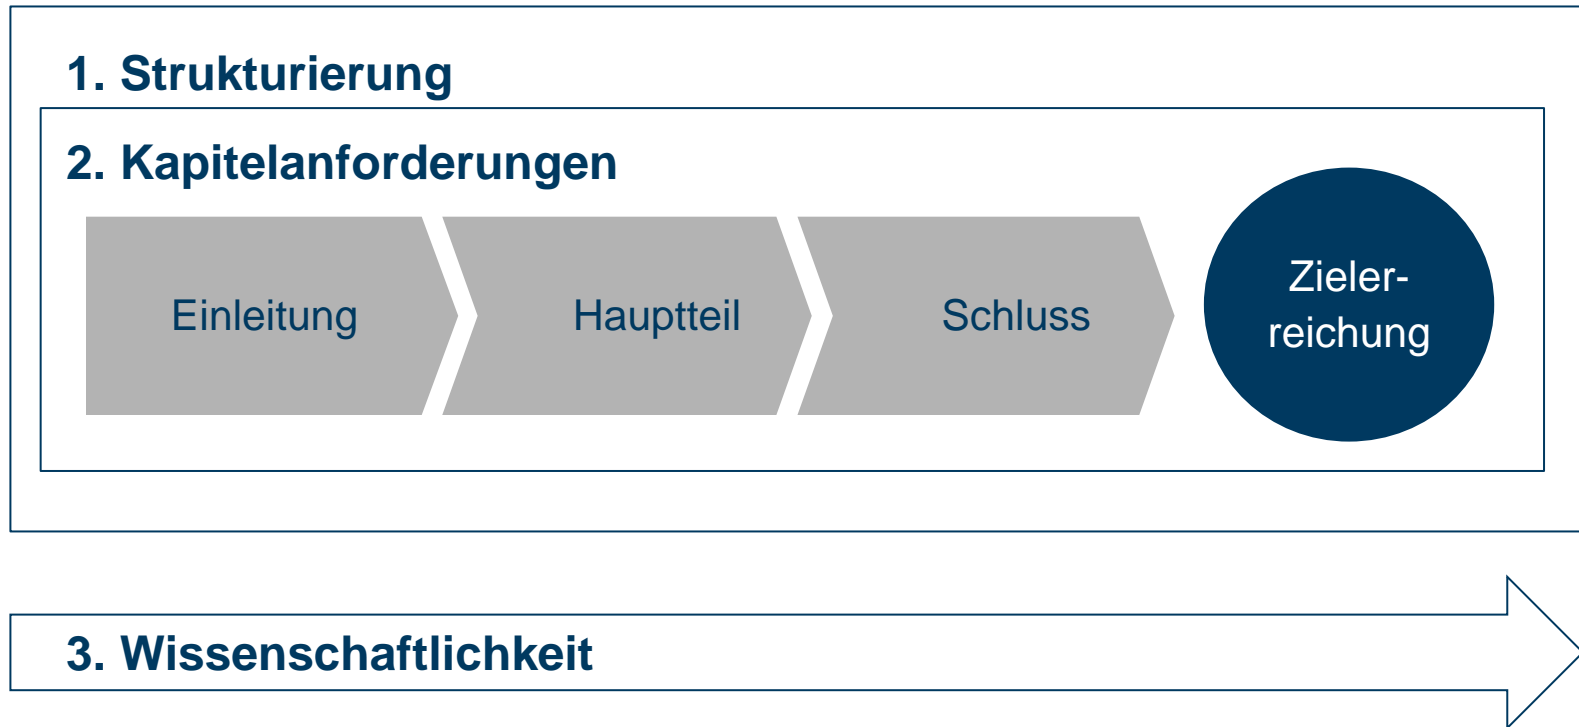 1. Strukturierung
2. Kapitelanforderungen
Einleitung
Hauptteil
Schluss
Zieler-
reichung
3. Wissenschaftlichkeit